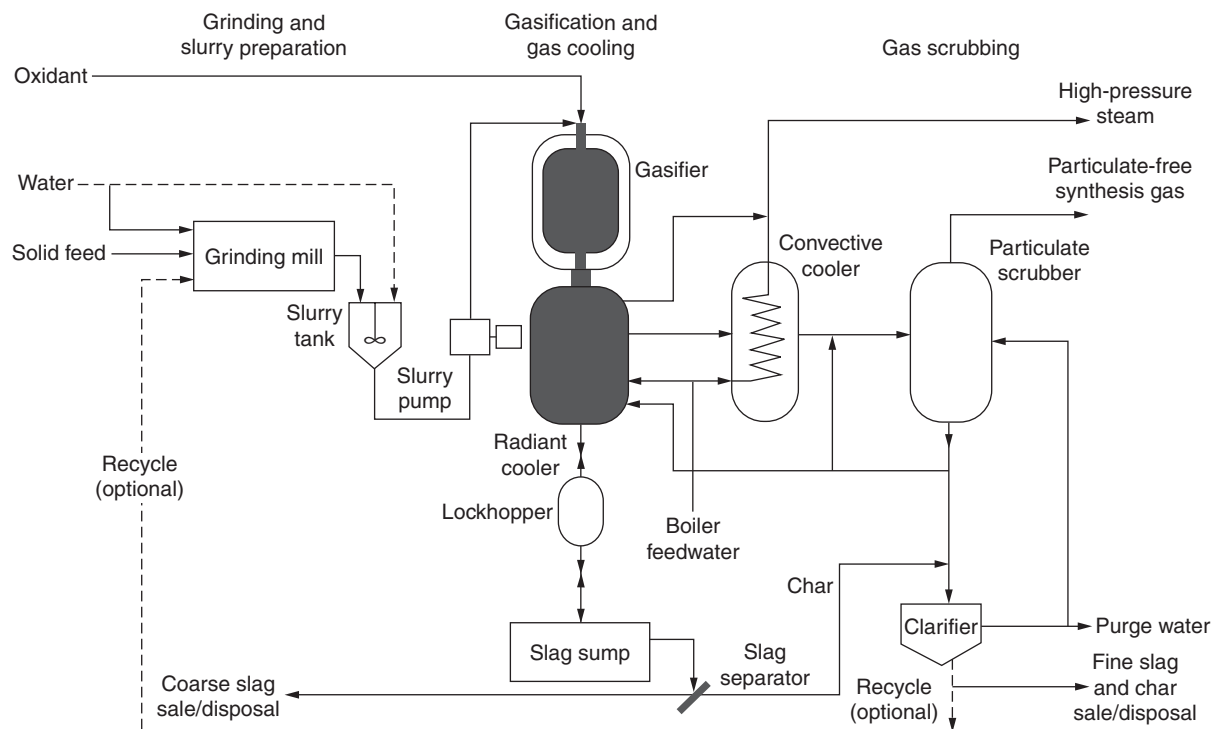 Grinding and
slurry preparation
Gasification and
gas cooling
Gas scrubbing
Oxidant
High-pressure
steam
Water
Gasifier
Particulate-free
synthesis gas
Solid feed
Grinding mill
Convective
cooler
Particulate
scrubber
Slurry
tank
Slurry
pump
Radiant
cooler
Recycle
(optional)
Lockhopper
Boiler
feedwater
Char
Clarifier
Purge water
Slag sump
Slag
separator
Coarse slag
sale/disposal
Recycle
(optional)
Fine slag
and char
sale/disposal